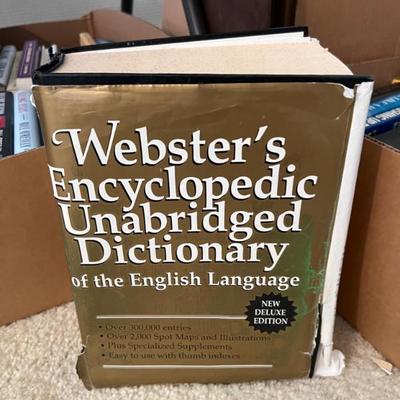 Webster's
Encyclopedic
Unabridged
Dictionary
of the English Language
NEW
DELUXE
EDITION
• Over 300,000 entries
• Over 2,000 Spot Maps and Illustrations
• Plus Specialized Supplements
• Easy to use with thumb indexes